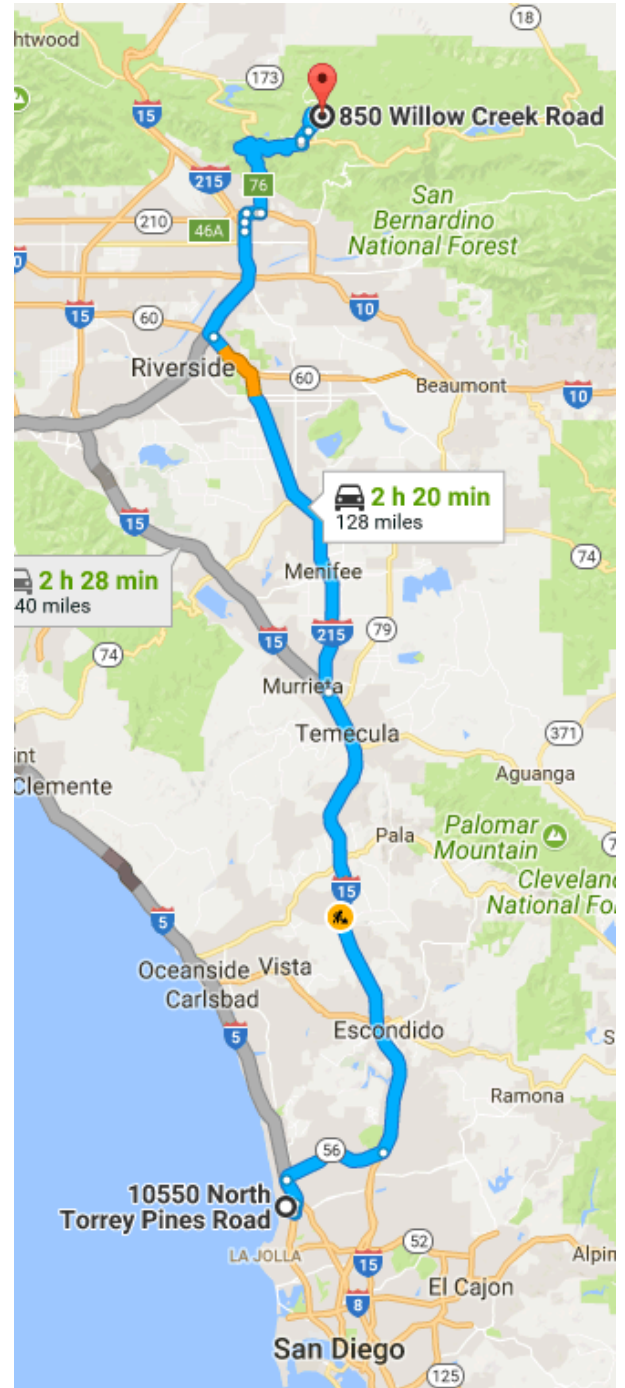 18
htwood
173
15
850 Willow Creek Road
215
76
San
Bernardino
National Forest
210
46A
15
10
60
Riverside
60
Beaumont
10
2 h 20 min
128 miles
15
74
2 h 28 min
40 miles
Menifee
215
79
15
74
Murrieta
Temecula
371
int
Clemente
Aguanga
Pala
Palomar
Mountain
15
Cleveland
National Fo
5
Oceanside
Vista
Carlsbad
5
Escondido
S
Ramona
56
10550 North
Torrey Pines Road
LA JOLLA
52
15
Alpin
El Cajon
8
San Diego
125